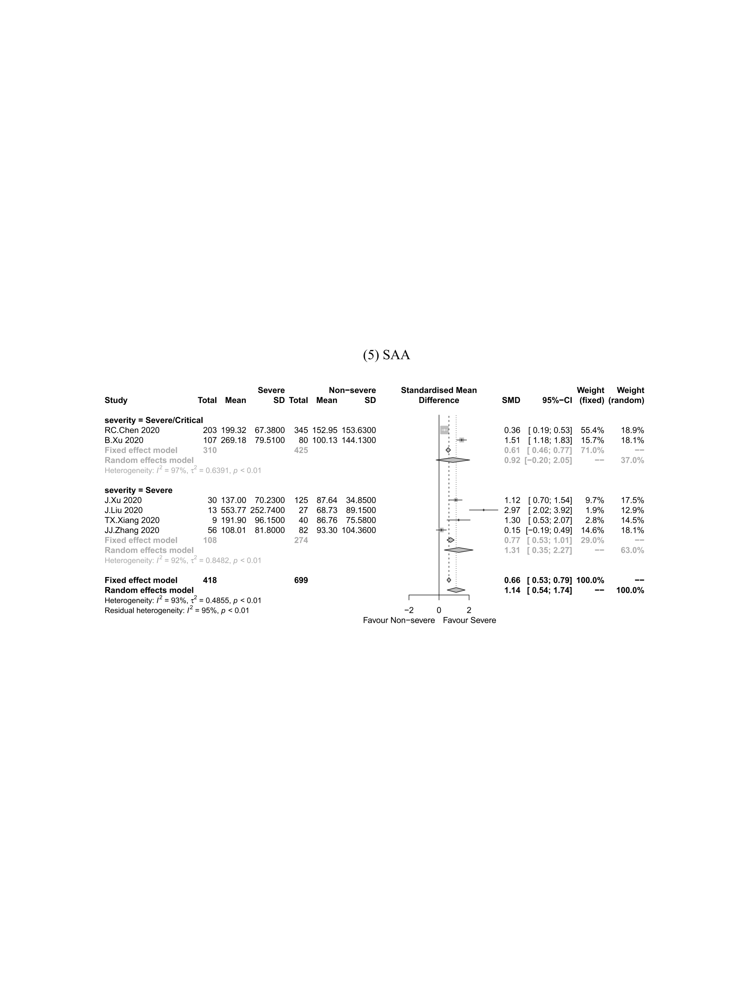 (5) SAA
Severe Non−severe Standardised Mean Weight Weight
Study Total Mean SD Total Mean SD Difference SMD 95%−CI (fixed) (random)
severity = Severe/Critical
RC.Chen 2020 203 199.32 67.3800 345 152.95 153.6300 0.36 [ 0.19; 0.53] 55.4% 18.9%
B.Xu 2020 107 269.18 79.5100 80 100.13 144.1300 1.51 [ 1.18; 1.83] 15.7% 18.1%
Fixed effect model 310 425 0.61 [ 0.46; 0.77] 71.0% −−
Random effects model 0.92 [−0.20; 2.05] −− 37.0%
Heterogeneity: I² = 97%, τ² = 0.6391, p < 0.01
severity = Severe
J.Xu 2020 30 137.00 70.2300 125 87.64 34.8500 1.12 [ 0.70; 1.54] 9.7% 17.5%
J.Liu 2020 13 553.77 252.7400 27 68.73 89.1500 2.97 [ 2.02; 3.92] 1.9% 12.9%
TX.Xiang 2020 9 191.90 96.1500 40 86.76 75.5800 1.30 [ 0.53; 2.07] 2.8% 14.5%
JJ.Zhang 2020 56 108.01 81.8000 82 93.30 104.3600 0.15 [−0.19; 0.49] 14.6% 18.1%
Fixed effect model 108 274 0.77 [ 0.53; 1.01] 29.0% −−
Random effects model 1.31 [ 0.35; 2.27] −− 63.0%
Heterogeneity: I² = 92%, τ² = 0.8482, p < 0.01
Fixed effect model 418 699 0.66 [ 0.53; 0.79] 100.0% −−
Random effects model 1.14 [ 0.54; 1.74] −− 100.0%
Heterogeneity: I² = 93%, τ² = 0.4855, p < 0.01
Residual heterogeneity: I² = 95%, p < 0.01
−2 0 2
Favour Non−severe Favour Severe